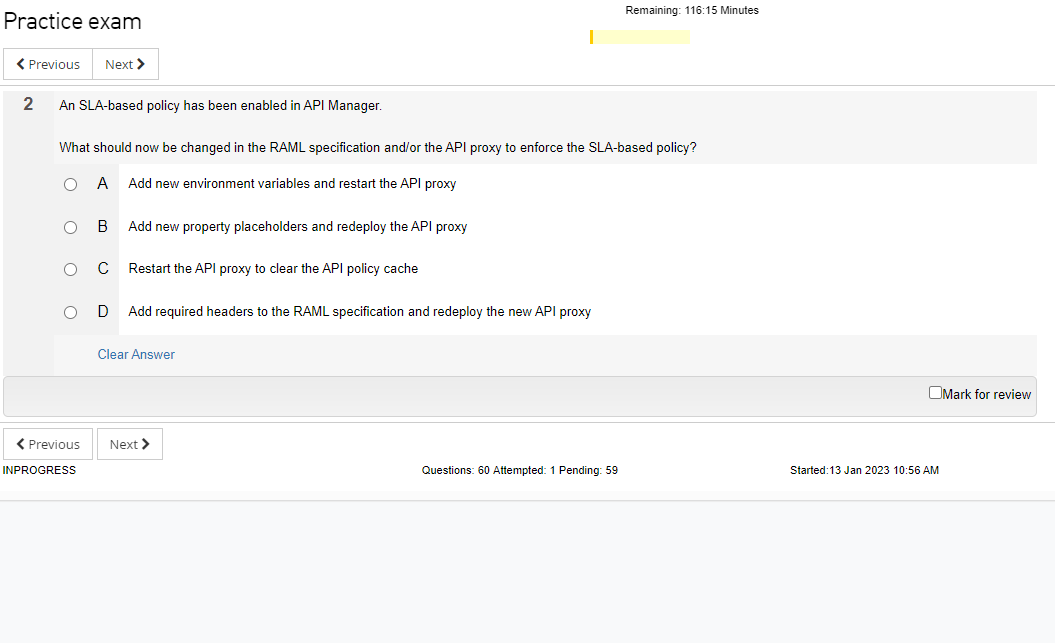 Remaining: 116:15 Minutes
Practice exam
Previous
Next
2
An SLA-based policy has been enabled in API Manager.
What should now be changed in the RAML specification and/or the API proxy to enforce the SLA-based policy?
A Add new environment variables and restart the API proxy
B Add new property placeholders and redeploy the API proxy
C Restart the API proxy to clear the API policy cache
D Add required headers to the RAML specification and redeploy the new API proxy
Clear Answer
Mark for review
Previous
Next
INPROGRESS
Questions: 60 Attempted: 1 Pending: 59
Started:13 Jan 2023 10:56 AM